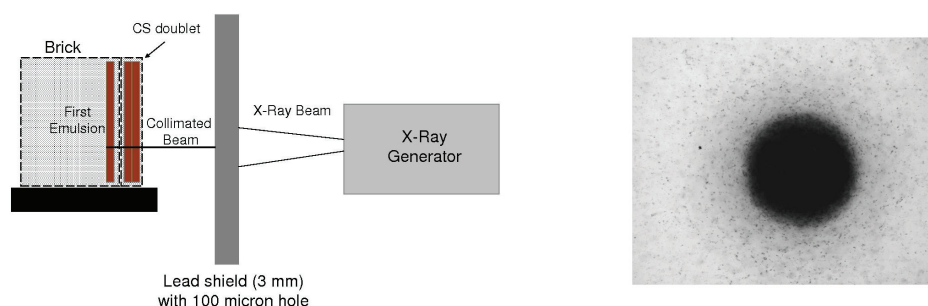 CS doublet
Brick
First
Emulsion
Collimated
Beam
X-Ray Beam
X-Ray
Generator
Lead shield (3 mm)
with 100 micron hole